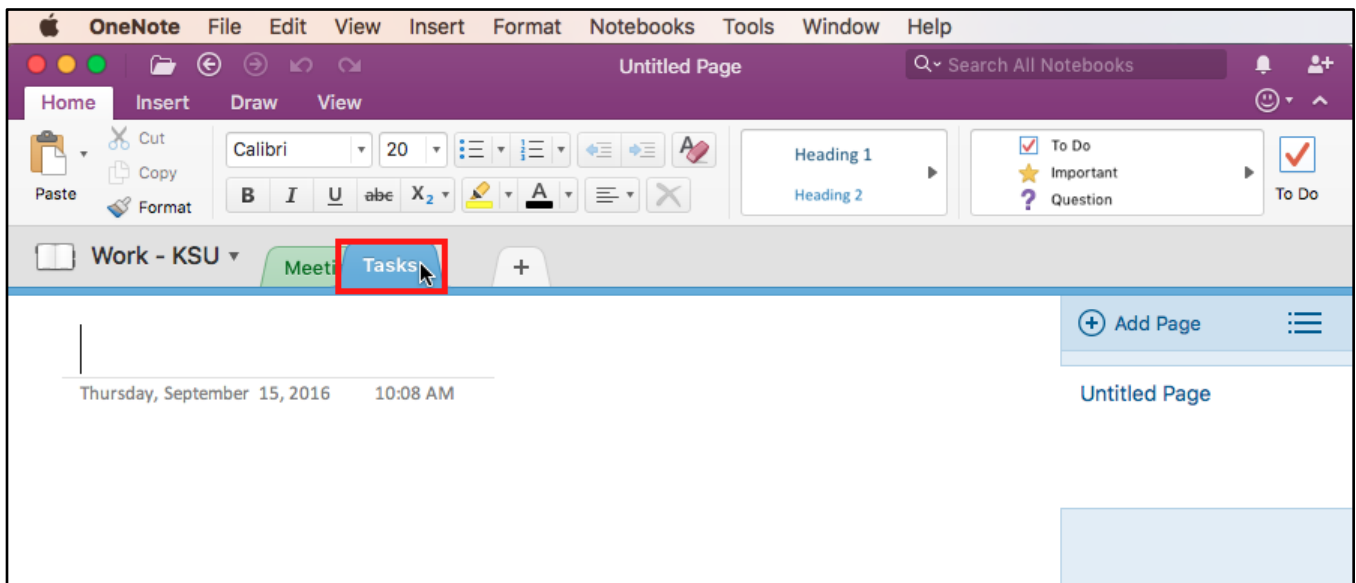 OneNote File Edit View Insert Format Notebooks Tools Window Help
Untitled Page Search All Notebooks
Home Insert Draw View
Paste Cut Copy Format
Calibri 20
B I U abc X2 A
Heading 1
Heading 2
To Do
Important
Question
To Do
Work - KSU Meeti Tasks +
Add Page
Thursday, September 15, 2016 10:08 AM
Untitled Page